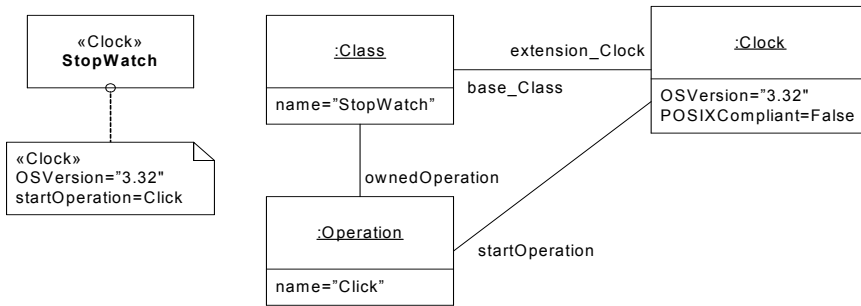 «Clock»
StopWatch
«Clock»
OSVersion="3.32"
startOperation=Click
:Class
name="StopWatch"
extension_Clock
base_Class
:Clock
OSVersion="3.32"
POSIXCompliant=False
ownedOperation
:Operation
name="Click"
startOperation